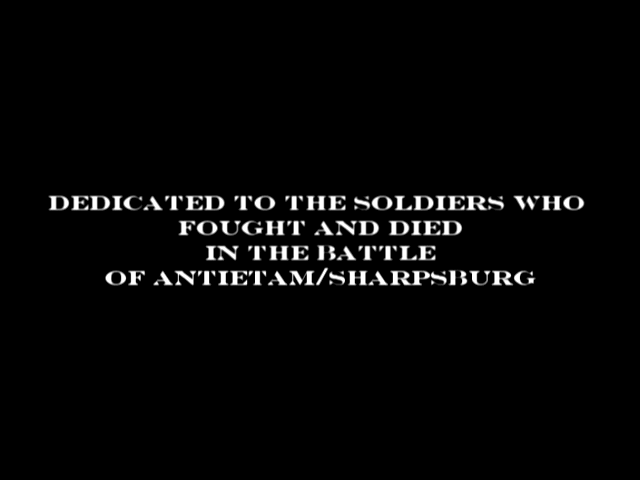 DEDICATED TO THE SOLDIERS WHO
FOUGHT AND DIED
IN THE BATTLE
OF ANTIETAM/SHARPSBURG